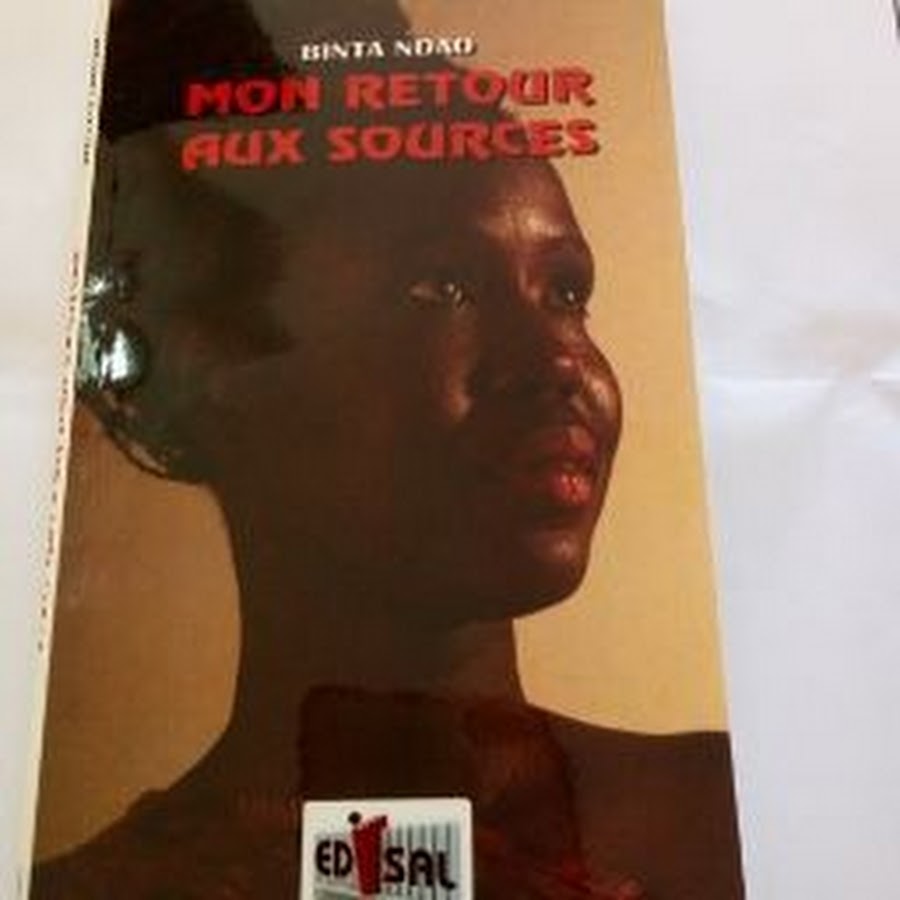 BINTA NDAO
MON RETOUR
AUX SOURCES
EDISAL